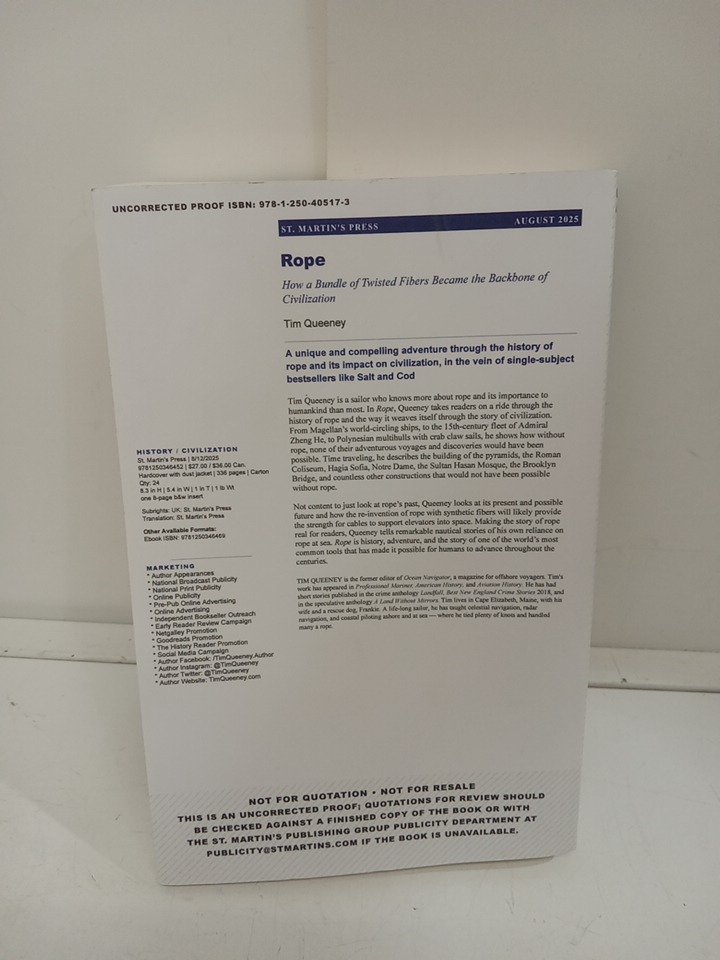 UNCORRECTED PROOF ISBN: 978-1-250-40517-3
ST. MARTIN'S PRESS
AUGUST 2025
Rope
How a Bundle of Twisted Fibers Became the Backbone of
Civilization
Tim Queeney
A unique and compelling adventure through the history of
rope and its impact on civilization, in the vein of single-subject
bestsellers like Salt and Cod
Tim Queeney is a sailor who knows more about rope and its importance to
humankind than most. In Rope, Queeney takes readers on a ride through the
history of rope and the way it weaves itself through the story of civilization.
From Magellan's world-circling ships, to the 15th-century fleet of Admiral
Zheng He, to Polynesian multihulls with crab claw sails, he shows how without
rope, none of their adventurous voyages and discoveries would have been
possible. Time traveling, he describes the building of the pyramids, the Roman
Coliseum, Hagia Sofia, Notre Dame, the Sultan Hasan Mosque, the Brooklyn
Bridge, and countless other constructions that would not have been possible
without rope.
Not content to just look at rope's past, Queeney looks at its present and possible
future and how the re-invention of rope with synthetic fibers will likely provide
the strength for cables to support elevators into space. Making the story of rope
real for readers, Queeney tells remarkable nautical stories of his own reliance on
rope at sea. Rope is history, adventure, and the story of one of the world's most
common tools that has made it possible for humans to advance throughout the
centuries.
TIM QUEENEY is the former editor of Ocean Navigator, a magazine for offshore voyagers. Tim's
work has appeared in Professional Mariner, American History, and Aviation History. He has had
short stories published in the crime anthology Landfall, Best New England Crime Stories 2018, and
in the speculative anthology A Land Without Mirrors. Tim lives in Cape Elizabeth, Maine, with his
wife and a rescue dog, Frankie. A life-long sailor, he has taught celestial navigation, radar
navigation, and coastal piloting ashore and at sea — where he tied plenty of knots and handled
many a rope.
HISTORY / CIVILIZATION
St. Martin's Press | 8/12/2025
9781250346452 | $27.00 / $36.00 Can.
Hardcover with dust jacket | 336 pages | Carton
Qty: 24
8.3 in H | 5.4 in W | 1 in T | 1 lb Wt
one 8-page b&w insert
Subrights: UK: St. Martin's Press
Translation: St. Martin's Press
Other Available Formats:
Ebook ISBN: 9781250346469
MARKETING
* Author Appearances
* National Broadcast Publicity
* National Print Publicity
* Online Publicity
* Pre-Pub Online Advertising
* Online Advertising
* Independent Bookseller Outreach
* Early Reader Review Campaign
* Netgalley Promotion
* Goodreads Promotion
* The History Reader Promotion
* Social Media Campaign
* Author Facebook: /TimQueeney.Author
* Author Instagram: @TimQueeney
* Author Twitter: @TimQueeney
* Author Website: TimQueeney.com
NOT FOR QUOTATION • NOT FOR RESALE
THIS IS AN UNCORRECTED PROOF; QUOTATIONS FOR REVIEW SHOULD
BE CHECKED AGAINST A FINISHED COPY OF THE BOOK OR WITH
THE ST. MARTIN'S PUBLISHING GROUP PUBLICITY DEPARTMENT AT
PUBLICITY@STMARTINS.COM IF THE BOOK IS UNAVAILABLE.